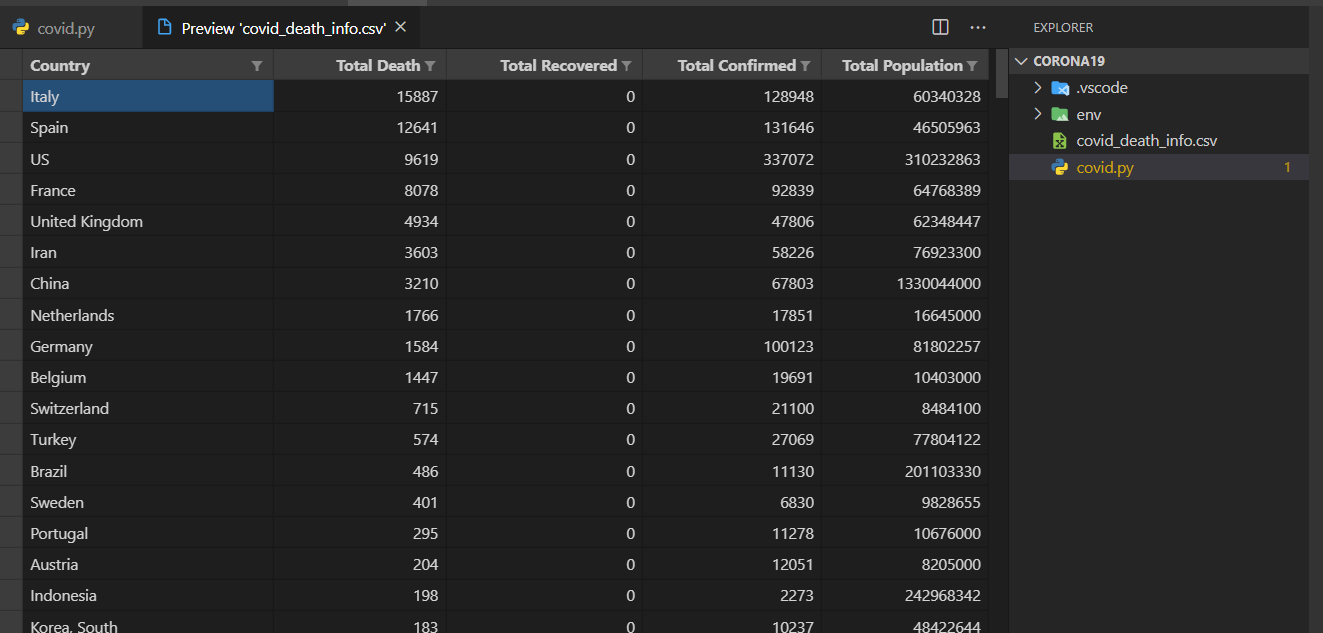 covid.py Preview 'covid_death_info.csv' EXPLORER
Country Total Death Total Recovered Total Confirmed Total Population CORONA19
Italy 15887 0 128948 60340328 .vscode
Spain 12641 0 131646 46505963 env
US 9619 0 337072 310232863 covid_death_info.csv
France 8078 0 92839 64768389 covid.py 1
United Kingdom 4934 0 47806 62348447
Iran 3603 0 58226 76923300
China 3210 0 67803 1330044000
Netherlands 1766 0 17851 16645000
Germany 1584 0 100123 81802257
Belgium 1447 0 19691 10403000
Switzerland 715 0 21100 8484100
Turkey 574 0 27069 77804122
Brazil 486 0 11130 201103330
Sweden 401 0 6830 9828655
Portugal 295 0 11278 10676000
Austria 204 0 12051 8205000
Indonesia 198 0 2273 242968342
Korea, South 183 0 10237 48422644